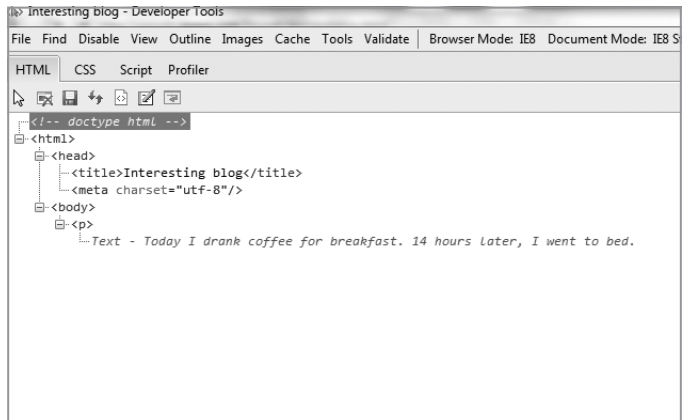 Interesting blog - Developer Tools
File Find Disable View Outline Images Cache Tools Validate Browser Mode: IE8 Document Mode: IE8 S
HTML CSS Script Profiler
<!-- doctype html -->
<html>
<head>
<title>Interesting blog</title>
<meta charset="utf-8"/>
<body>
<p>
Text - Today I drank coffee for breakfast. 14 hours later, I went to bed.